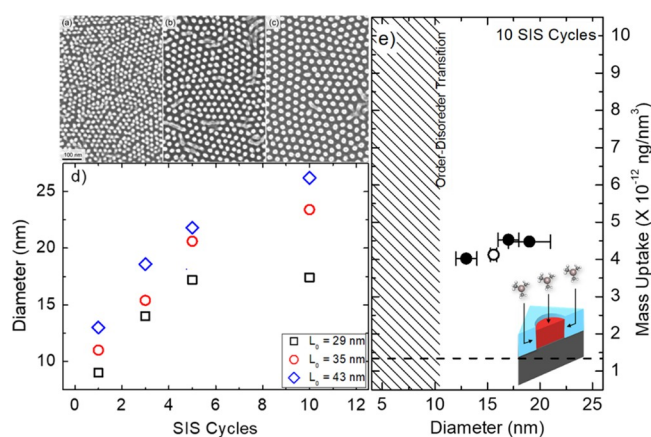 (a)
(b)
(c)
100 nm
d)
Diameter (nm)
25
20
15
10
0
2
4
6
8
10
12
SIS Cycles
L₀ = 29 nm
L₀ = 35 nm
L₀ = 43 nm
e)
10 SIS Cycles
Order-Disoreder Transition
10
9
8
7
6
5
4
3
2
1
Mass Uptake (X 10⁻¹² ng/nm³)
0
5
10
15
20
25
Diameter (nm)